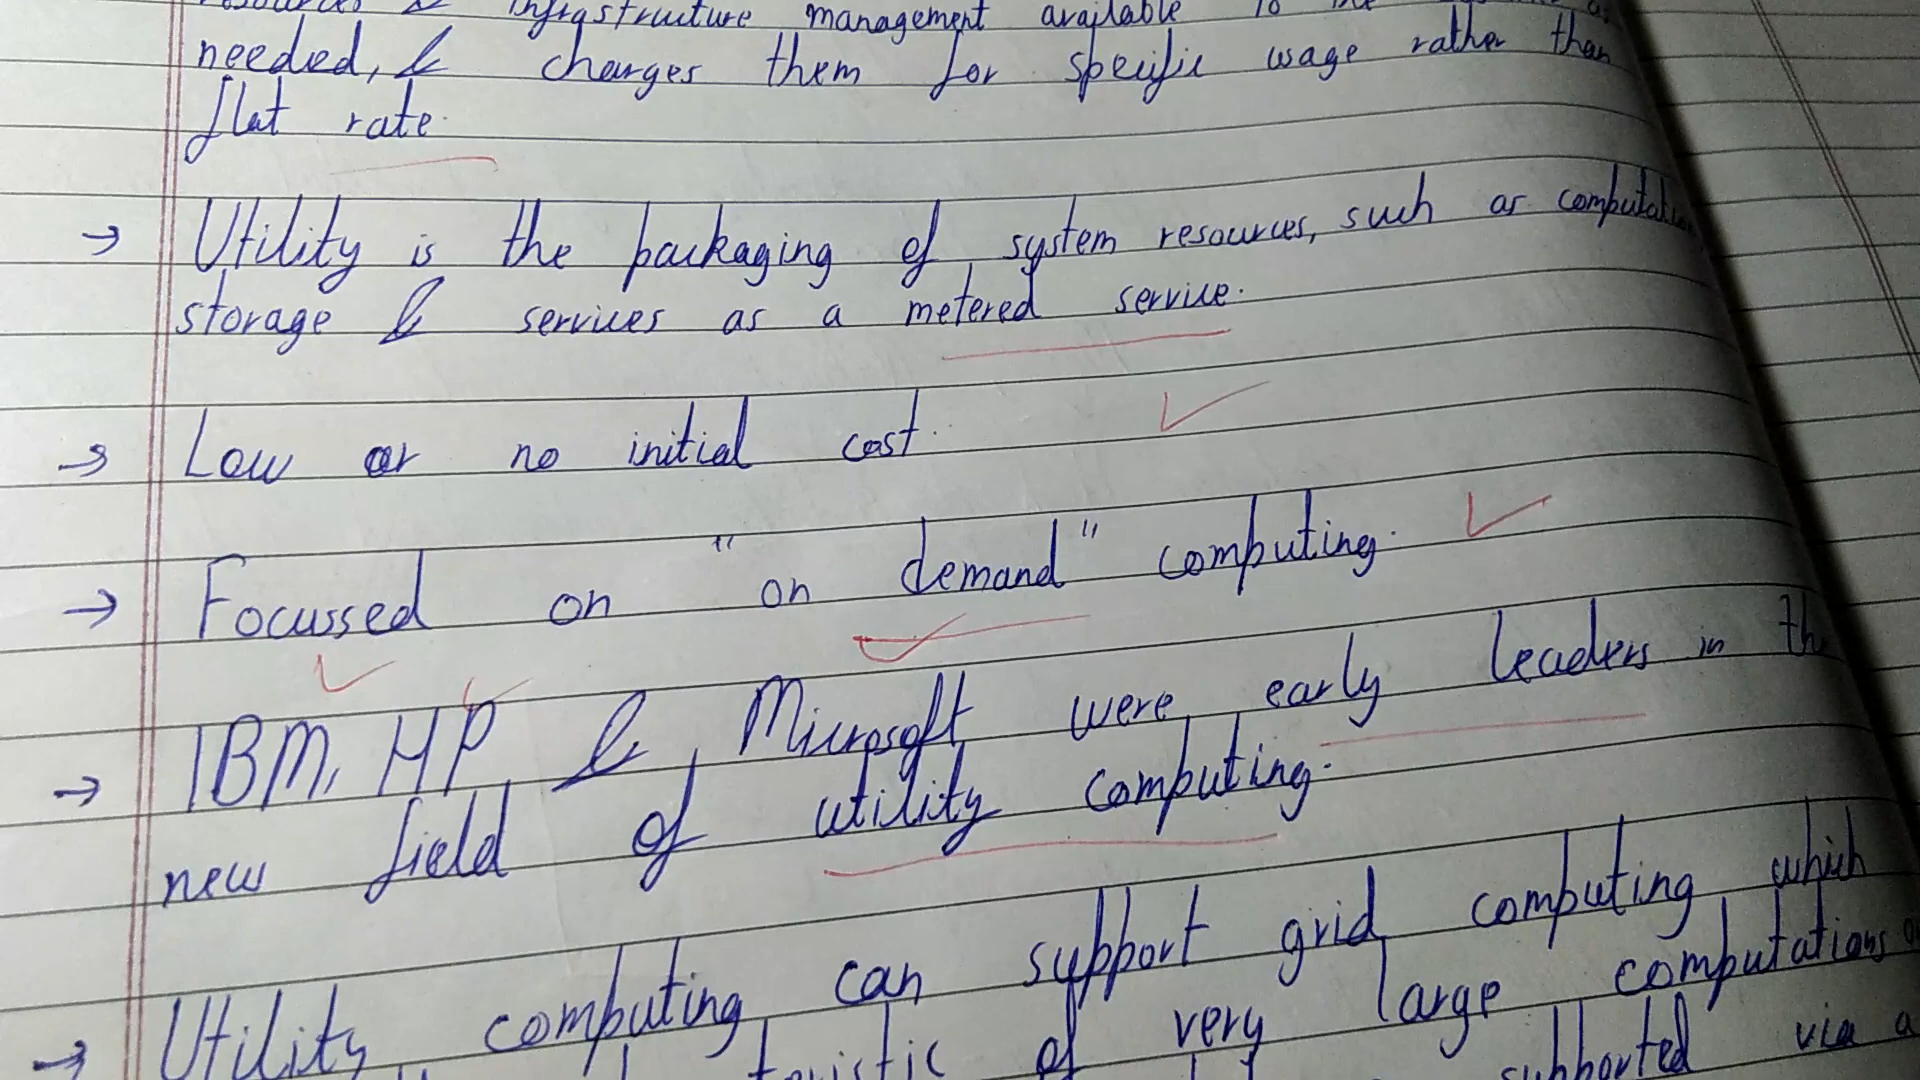 infrastructure management available to
needed, & charges them for specific usage rather than
flat rate.
→ Utility is the packaging of system resources, such as
storage & services as a metered service.
→ Low or no initial cost.
→ Focussed on "on demand" computing.
→ IBM, HP & Microsoft were early leaders in
new field of utility computing.
→ Utility computing can support grid computing which
of very large computations
supported via a